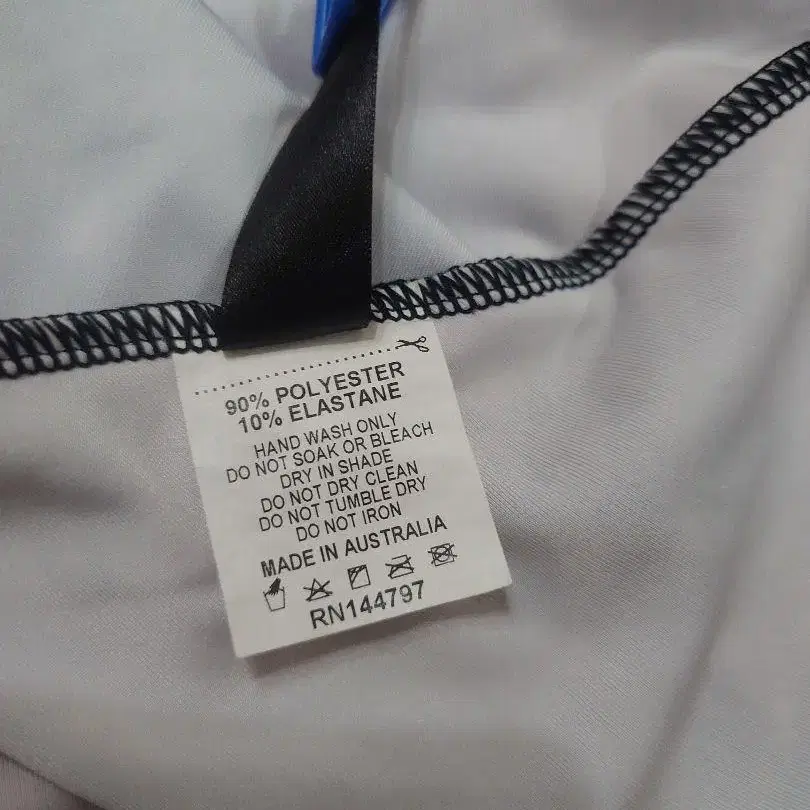 90% POLYESTER
10% ELASTANE
HAND WASH ONLY
DO NOT SOAK OR BLEACH
DRY IN SHADE
DO NOT DRY CLEAN
DO NOT TUMBLE DRY
DO NOT IRON
MADE IN AUSTRALIA
RN144797